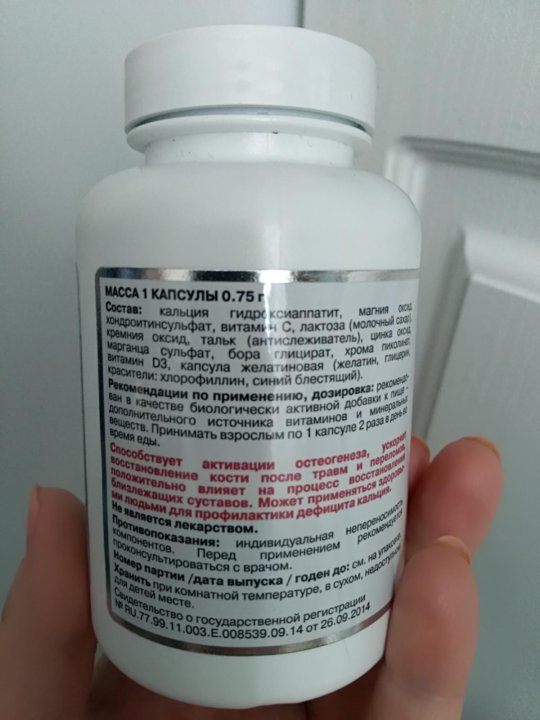 МАССА 1 КАПСУЛЫ 0.75 г
Состав: кальция гидроксиаппатит, магния оксид,
хондроитинсульфат, витамин С, лактоза (молочный сахар),
кремния оксид, тальк (антислеживатель), цинка оксид,
марганца сульфат, бора глицират, хрома пиколинат,
витамин D3, капсула желатиновая (желатин, глицерин,
красители: хлорофиллин, синий блестящий).
Рекомендации по применению, дозировка: рекомендо-
ван в качестве биологически активной добавки к пище -
дополнительного источника витаминов и минеральных
веществ. Принимать взрослым по 1 капсуле 2 раза в день во
время еды.
Способствует активации остеогенеза, ускоряет
восстановление кости после травм и переломов,
положительно влияет на процесс восстановления
близлежащих суставов. Может применяться здоровы-
ми людьми для профилактики дефицита кальция.
Не является лекарством.
Противопоказания: индивидуальная непереносимость
компонентов. Перед применением рекомендуется
проконсультироваться с врачом.
Номер партии /дата выпуска / годен до: см. на упаковке.
Хранить при комнатной температуре, в сухом, недоступном
для детей месте.
Свидетельство о государственной регистрации
№ RU.77.99.11.003.Е.008539.09.14 от 26.09.2014